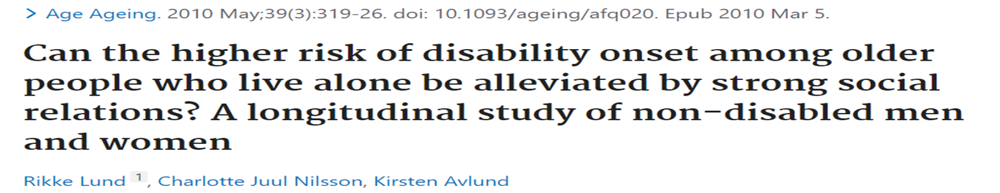 > Age Ageing. 2010 May;39(3):319-26. doi: 10.1093/ageing/afq020. Epub 2010 Mar 5.
Can the higher risk of disability onset among older
people who live alone be alleviated by strong social
relations? A longitudinal study of non-disabled men
and women
Rikke Lund 1, Charlotte Juul Nilsson, Kirsten Avlund